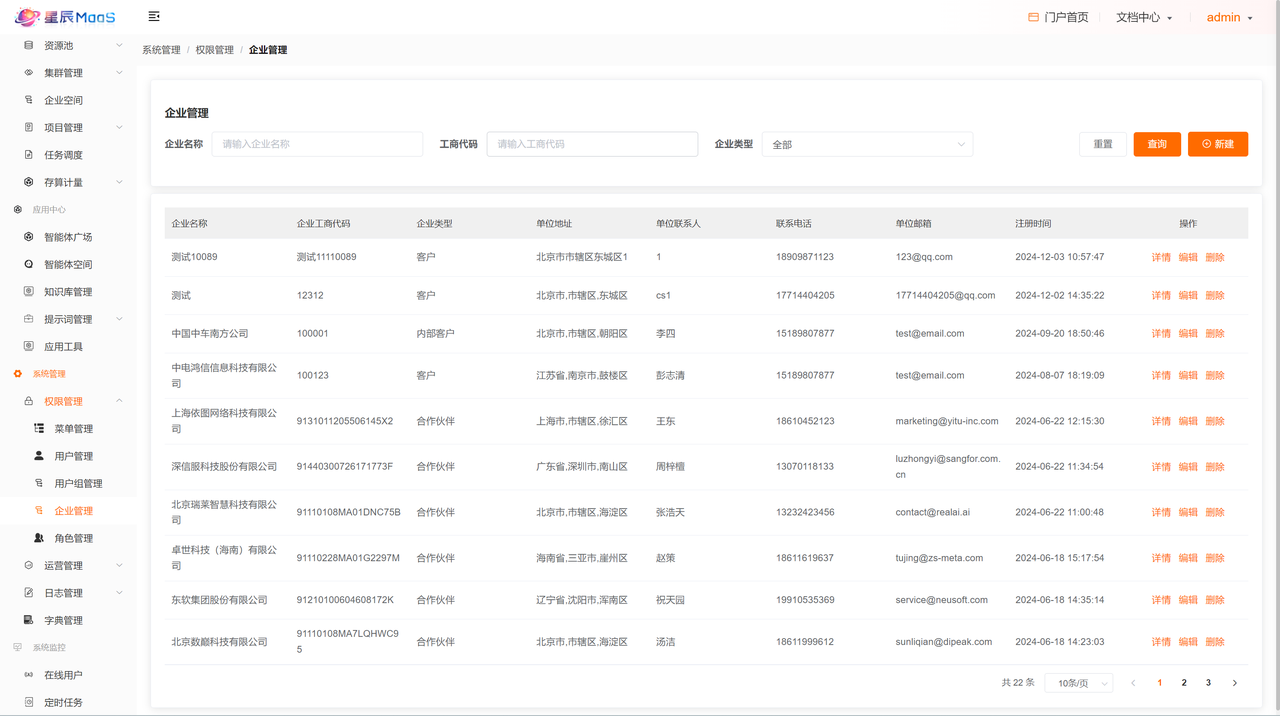 星辰MaaS
门户首页
文档中心
admin
资源池
集群管理
企业空间
项目管理
任务调度
存算计量
应用中心
智能体广场
智能体空间
知识库管理
提示词管理
应用工具
系统管理
权限管理
菜单管理
用户管理
用户组管理
企业管理
角色管理
运营管理
日志管理
字典管理
系统监控
在线用户
定时任务
系统管理 / 权限管理 / 企业管理
企业管理
企业名称 请输入企业名称 工商代码 请输入工商代码 企业类型 全部 重置 查询 新建
企业名称 企业工商代码 企业类型 单位地址 单位联系人 联系电话 单位邮箱 注册时间 操作
测试10089 测试11110089 客户 北京市市辖区东城区1 1 18909871123 123@qq.com 2024-12-03 10:57:47 详情 编辑 删除
测试 12312 客户 北京市,市辖区,东城区 cs1 17714404205 17714404205@qq.com 2024-12-02 14:35:22 详情 编辑 删除
中国中车南方公司 100001 内部客户 北京市,市辖区,朝阳区 李四 15189807877 test@email.com 2024-09-20 18:50:46 详情 编辑 删除
中电鸿信信息科技有限公
司 100123 客户 江苏省,南京市,鼓楼区 彭志清 15189807877 test@email.com 2024-08-07 18:19:09 详情 编辑 删除
上海依图网络科技有限公
司 9131011205506145X2 合作伙伴 上海市,市辖区,徐汇区 王东 18610452123 marketing@yitu-inc.com 2024-06-22 12:15:30 详情 编辑 删除
深信服科技股份有限公司 91440300726171773F 合作伙伴 广东省,深圳市,南山区 周梓檀 13070118133 luzhongyi@sangfor.com.
cn 2024-06-22 11:34:54 详情 编辑 删除
北京瑞莱智慧科技有限公
司 91110108MA01DNC75B 合作伙伴 北京市,市辖区,海淀区 张浩天 13232423456 contact@realai.ai 2024-06-22 11:00:48 详情 编辑 删除
卓世科技（海南）有限公
司 91110228MA01G2297M 合作伙伴 海南省,三亚市,崖州区 赵策 18611619637 tujing@zs-meta.com 2024-06-18 15:17:54 详情 编辑 删除
东软集团股份有限公司 91210100604608172K 合作伙伴 辽宁省,沈阳市,浑南区 祝天园 19910535369 service@neusoft.com 2024-06-18 14:35:14 详情 编辑 删除
北京数巅科技有限公司 91110108MA7LQHWC9
5 合作伙伴 北京市,市辖区,海淀区 汤洁 18611999612 sunliqian@dipeak.com 2024-06-18 14:23:03 详情 编辑 删除
共 22 条 10条/页 1 2 3